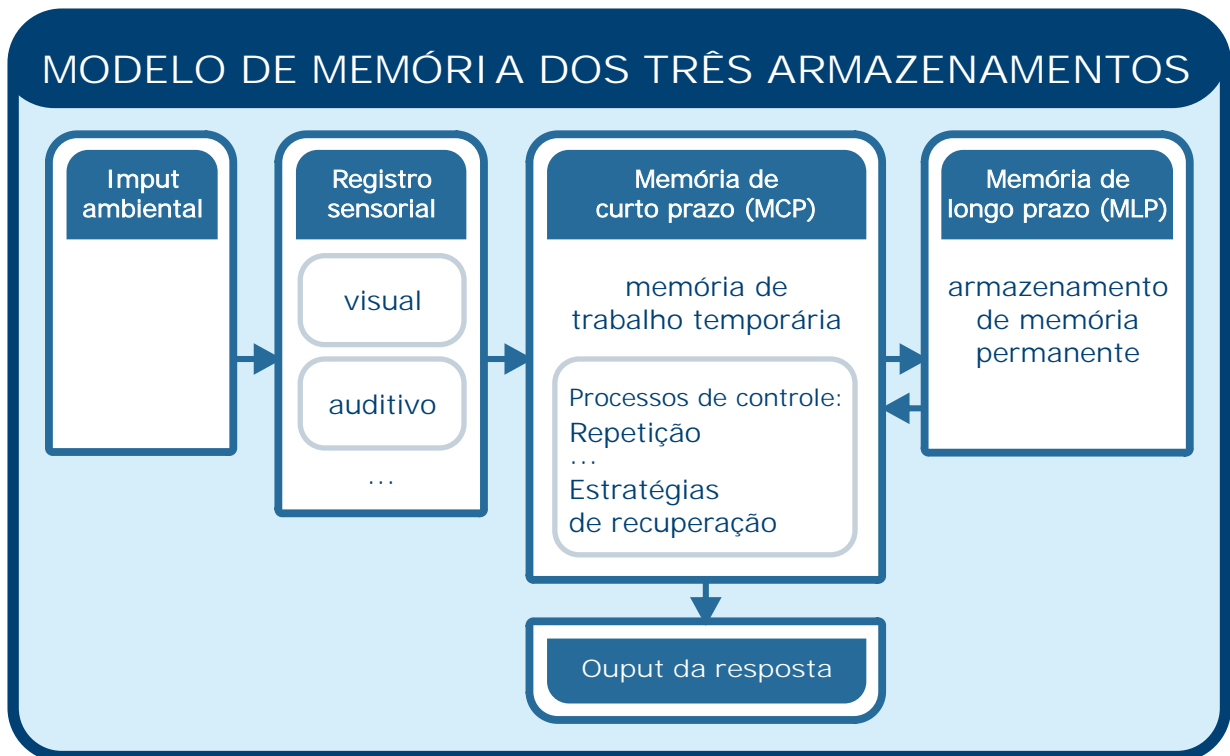 MODELO DE MEMÓRIA DOS TRÊS ARMAZENAMENTOS
Imput
ambiental
Registro
sensorial
visual
auditivo
...
Memória de
curto prazo (MCP)
memória de
trabalho temporária
Processos de controle:
Repetição
...
Estratégias
de recuperação
Memória de
longo prazo (MLP)
armazenamento
de memória
permanente
Ouput da resposta